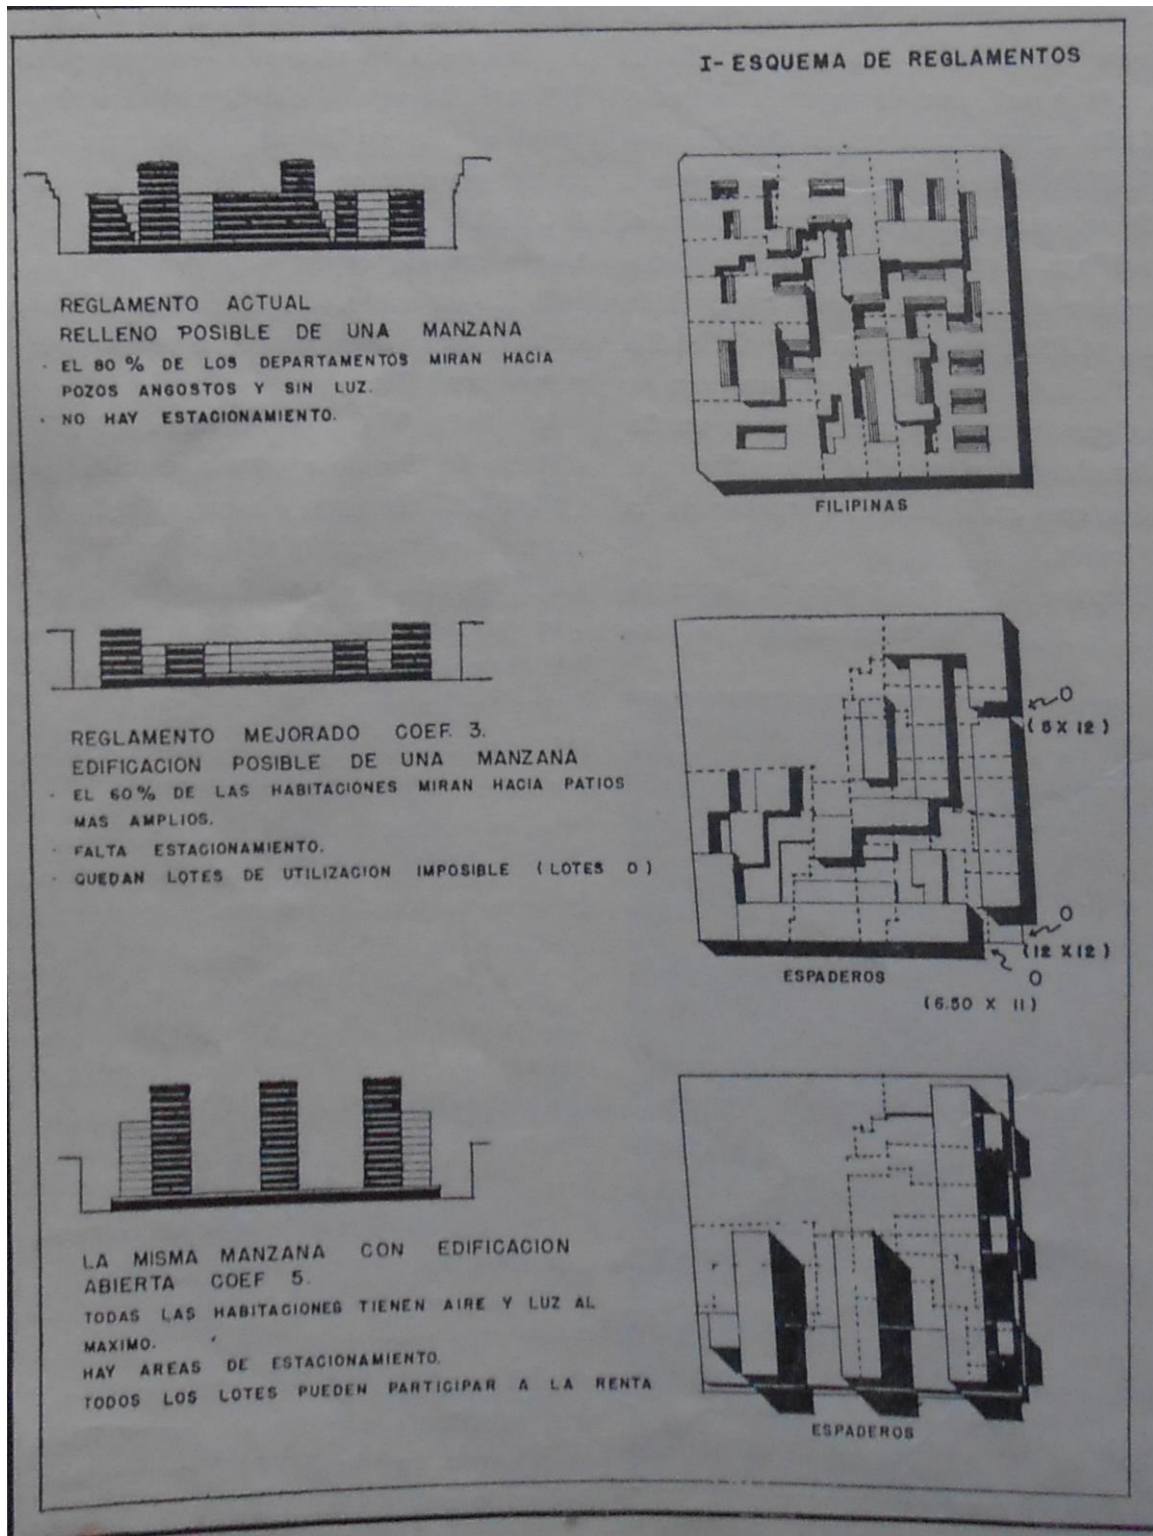 I-ESQUEMA DE REGLAMENTOS
REGLAMENTO ACTUAL
RELLENO POSIBLE DE UNA MANZANA
· EL 80 % DE LOS DEPARTAMENTOS MIRAN HACIA
POZOS ANGOSTOS Y SIN LUZ.
· NO HAY ESTACIONAMIENTO.
FILIPINAS
REGLAMENTO MEJORADO COEF. 3.
EDIFICACION POSIBLE DE UNA MANZANA
· EL 60% DE LAS HABITACIONES MIRAN HACIA PATIOS
MAS AMPLIOS.
· FALTA ESTACIONAMIENTO.
· QUEDAN LOTES DE UTILIZACION IMPOSIBLE (LOTES O)
O
(5 X 12)
O
(12 X 12)
O
(6.50 X 11)
ESPADEROS
LA MISMA MANZANA CON EDIFICACION
ABIERTA COEF 5.
TODAS LAS HABITACIONES TIENEN AIRE Y LUZ AL
MAXIMO.
HAY AREAS DE ESTACIONAMIENTO.
TODOS LOS LOTES PUEDEN PARTICIPAR A LA RENTA
ESPADEROS